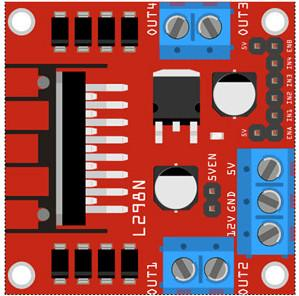 OUT4
OUT3
5V
ENA IN1 IN2 IN3 IN4 ENB
5V
L298N
5VEN
5V
GND
12V
OUT1
OUT2